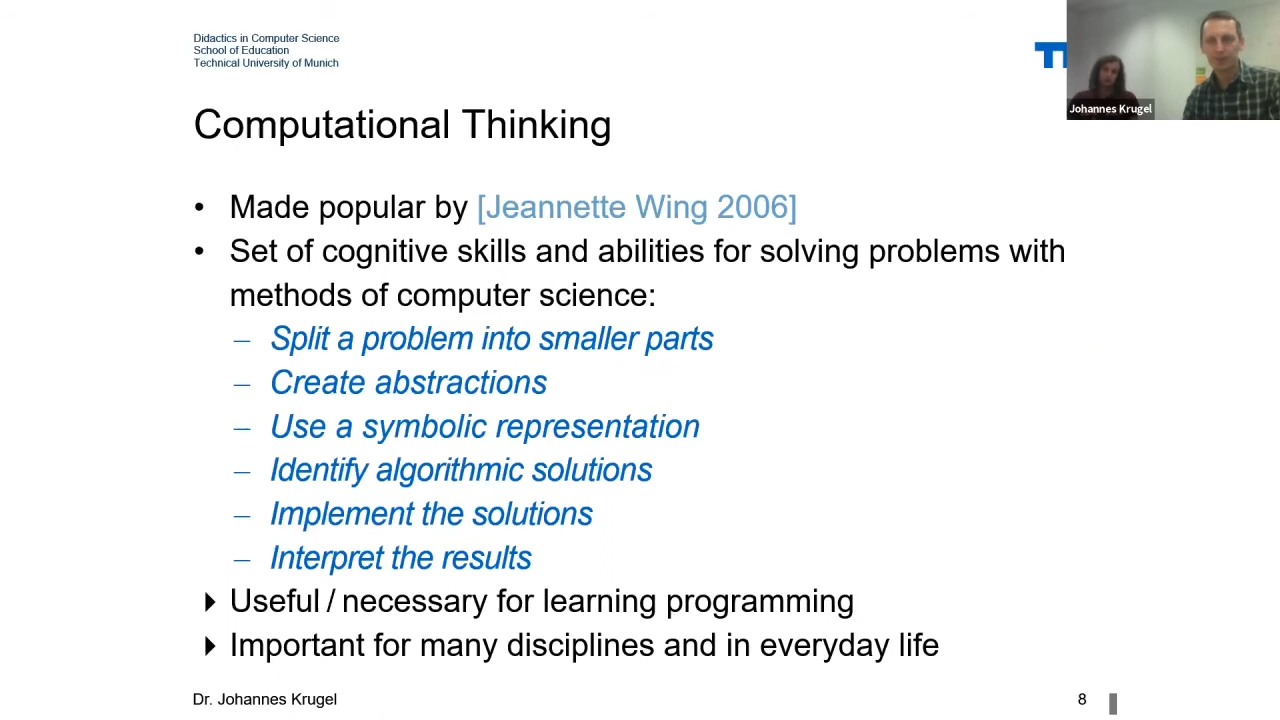 Didactics in Computer Science
School of Education
Technical University of Munich
Johannes Krugel
Computational Thinking
• Made popular by [Jeannette Wing 2006]
• Set of cognitive skills and abilities for solving problems with
methods of computer science:
– Split a problem into smaller parts
– Create abstractions
– Use a symbolic representation
– Identify algorithmic solutions
– Implement the solutions
– Interpret the results
Useful / necessary for learning programming
Important for many disciplines and in everyday life
Dr. Johannes Krugel
8